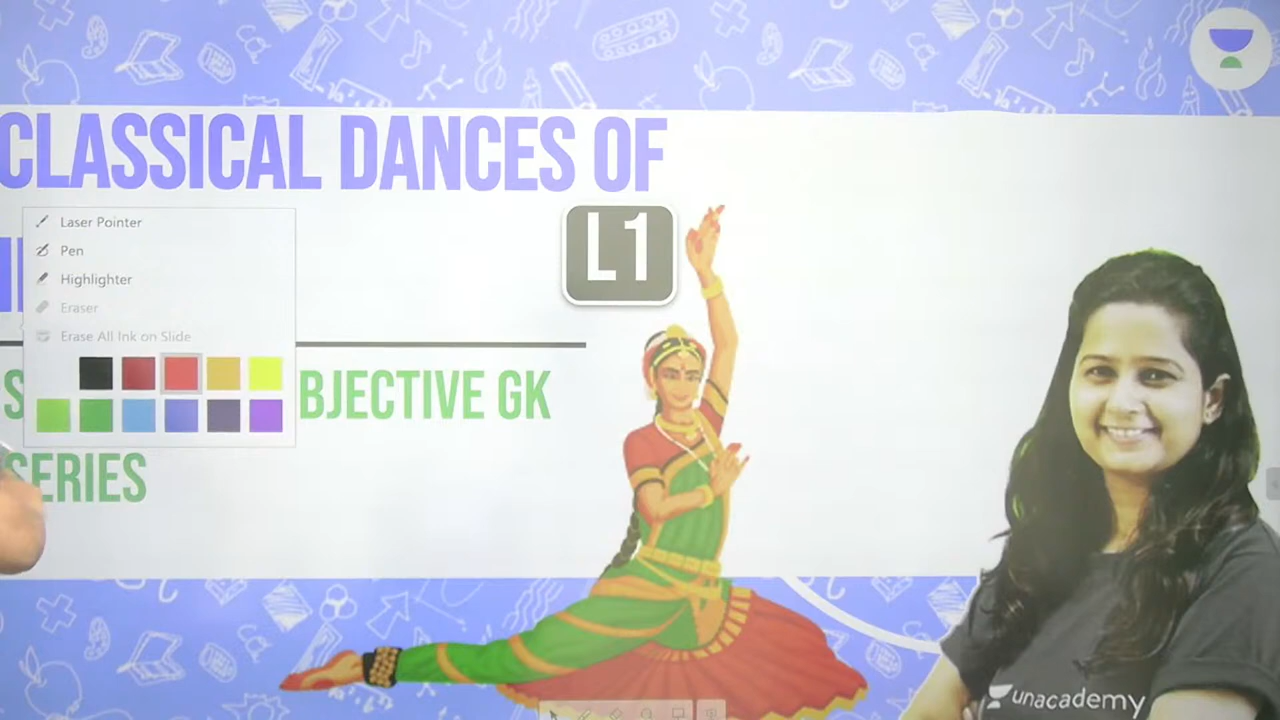 CLASSICAL DANCES OF
L1
Laser Pointer
Pen
Highlighter
Eraser
Erase All Ink on Slide
BJECTIVE GK
SERIES
unacademy